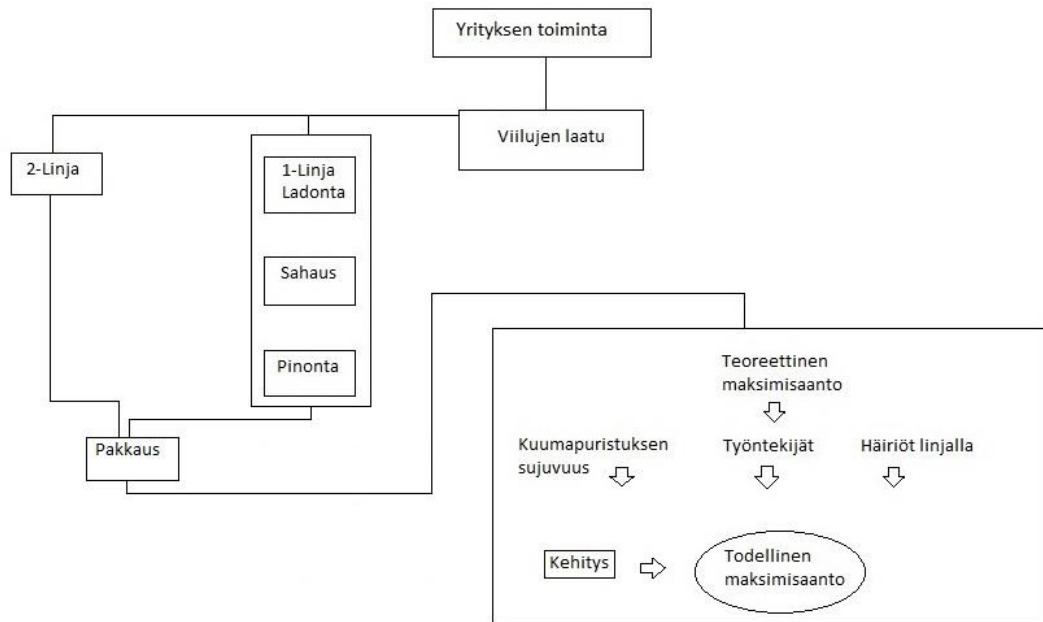 Yrityksen toiminta
Viilujen laatu
2-Linja
1-Linja
Ladonta
Sahaus
Pinonta
Pakkaus
Teoreettinen
maksimisaanto
Kuumapuristuksen
sujuvuus
Työntekijät
Häiriöt linjalla
Kehitys
Todellinen
maksimisaanto